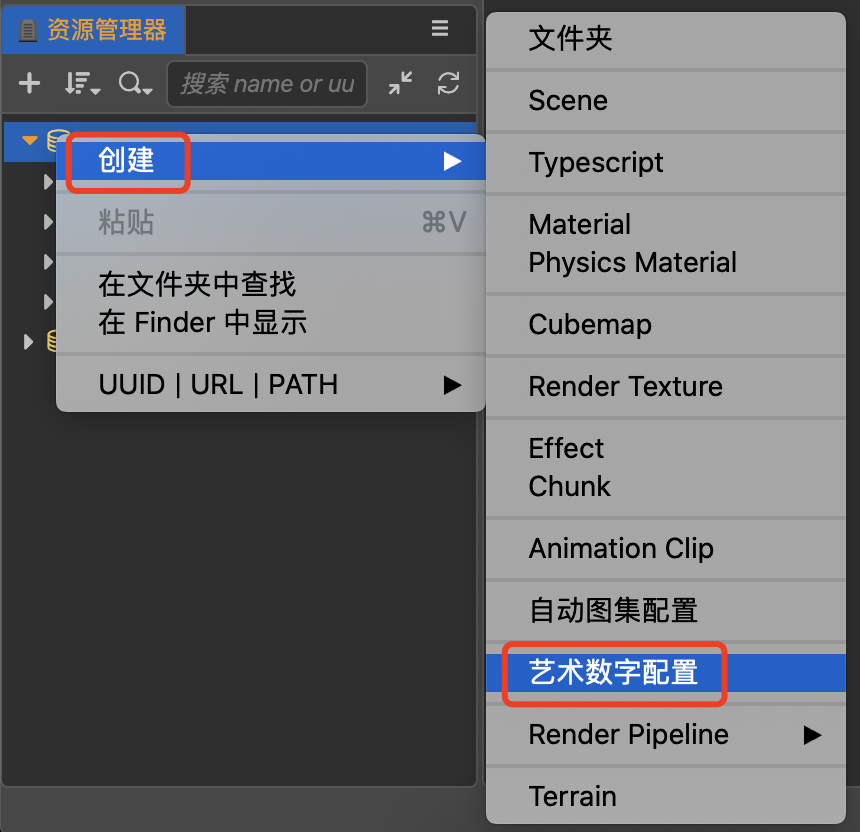 资源管理器
搜索 name or uu
创建
粘贴 ⌘V
在文件夹中查找
在 Finder 中显示
UUID | URL | PATH
文件夹
Scene
Typescript
Material
Physics Material
Cubemap
Render Texture
Effect
Chunk
Animation Clip
自动图集配置
艺术数字配置
Render Pipeline
Terrain